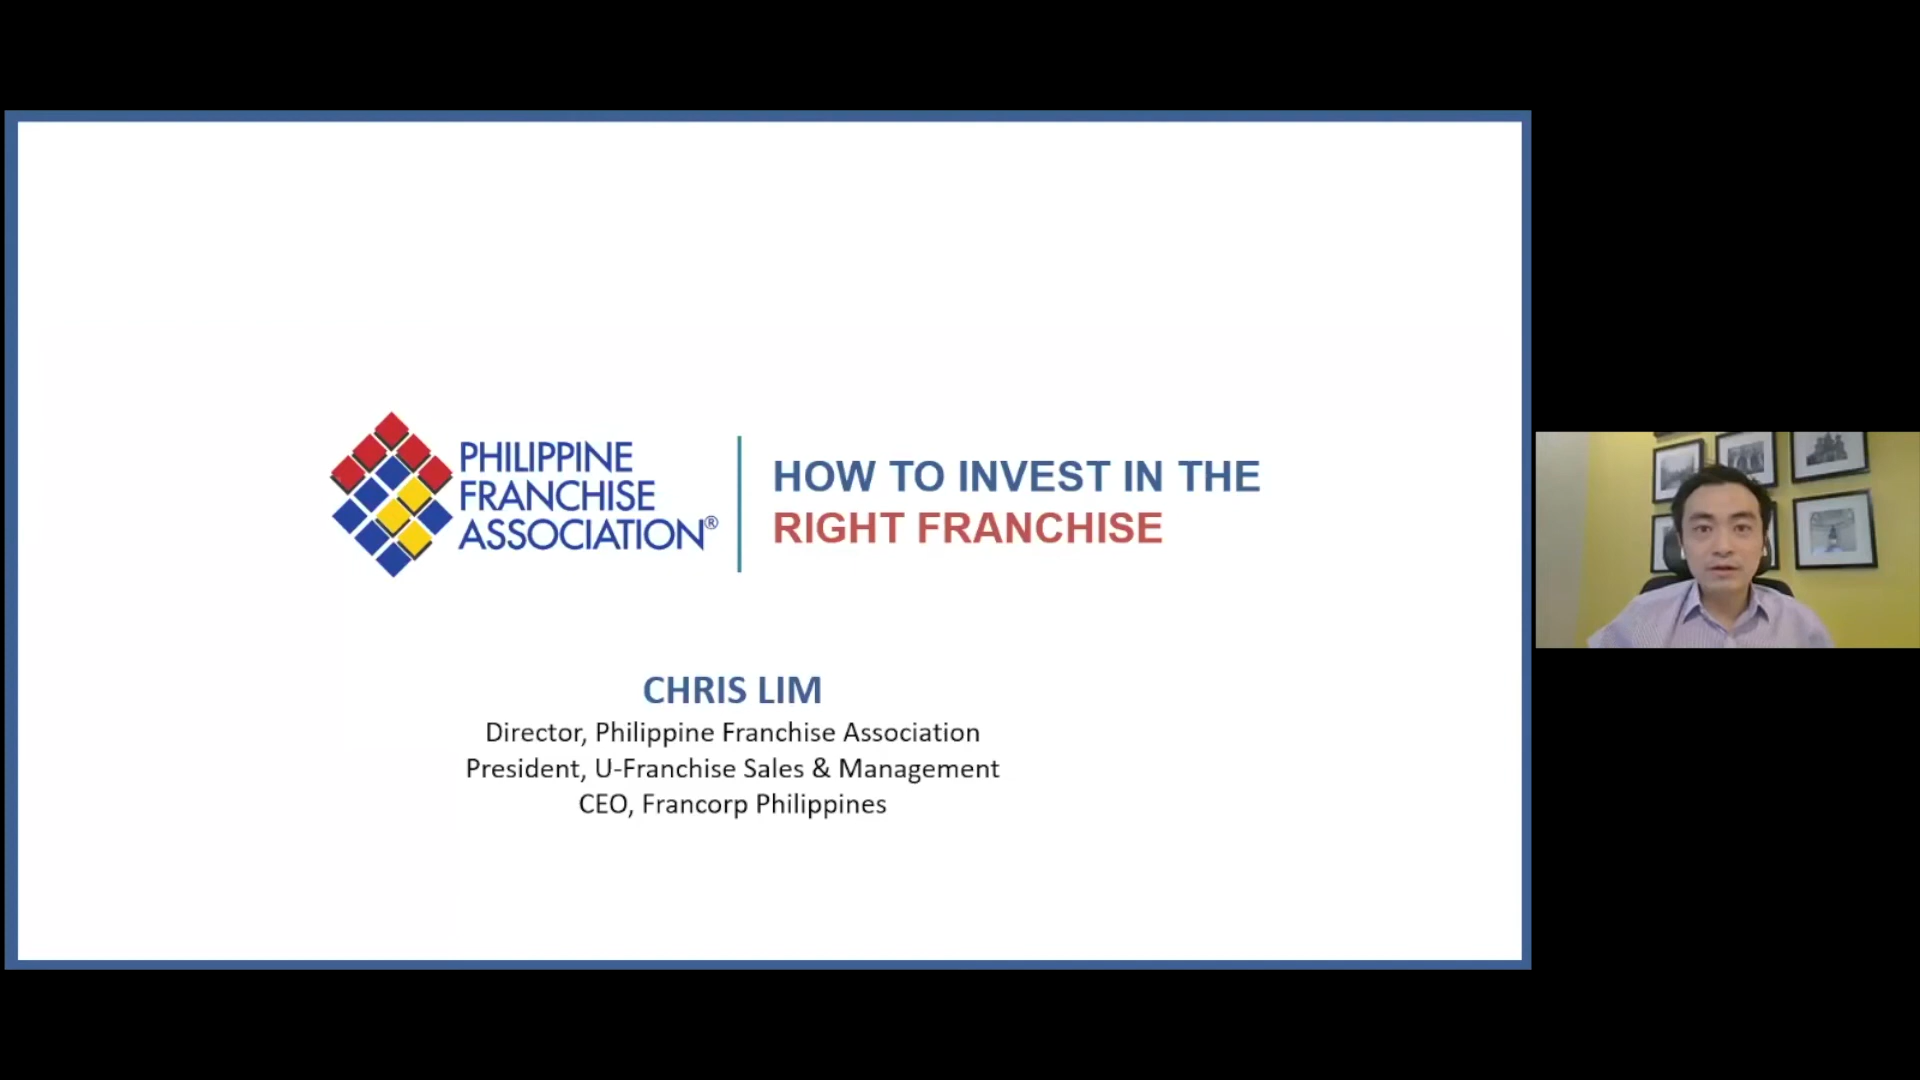 PHILIPPINE
FRANCHISE
ASSOCIATION®
HOW TO INVEST IN THE
RIGHT FRANCHISE
CHRIS LIM
Director, Philippine Franchise Association
President, U-Franchise Sales & Management
CEO, Francorp Philippines